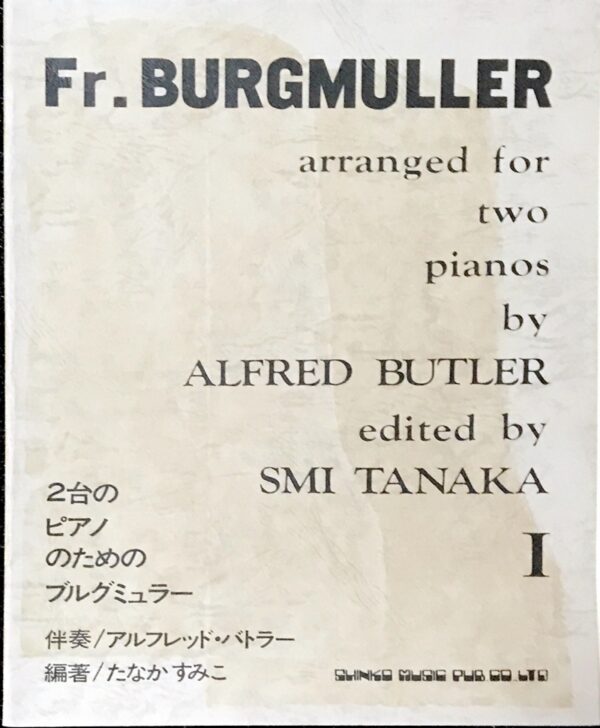 Fr. BURGMULLER
arranged for
two
pianos
by
ALFRED BUTLER
edited by
SMI TANAKA
I
2台の
ピアノ
のための
ブルグミュラー
伴奏/アルフレッド・バトラー
編著/たなかすみこ
SHINKO MUSIC PUB CO.,LTD